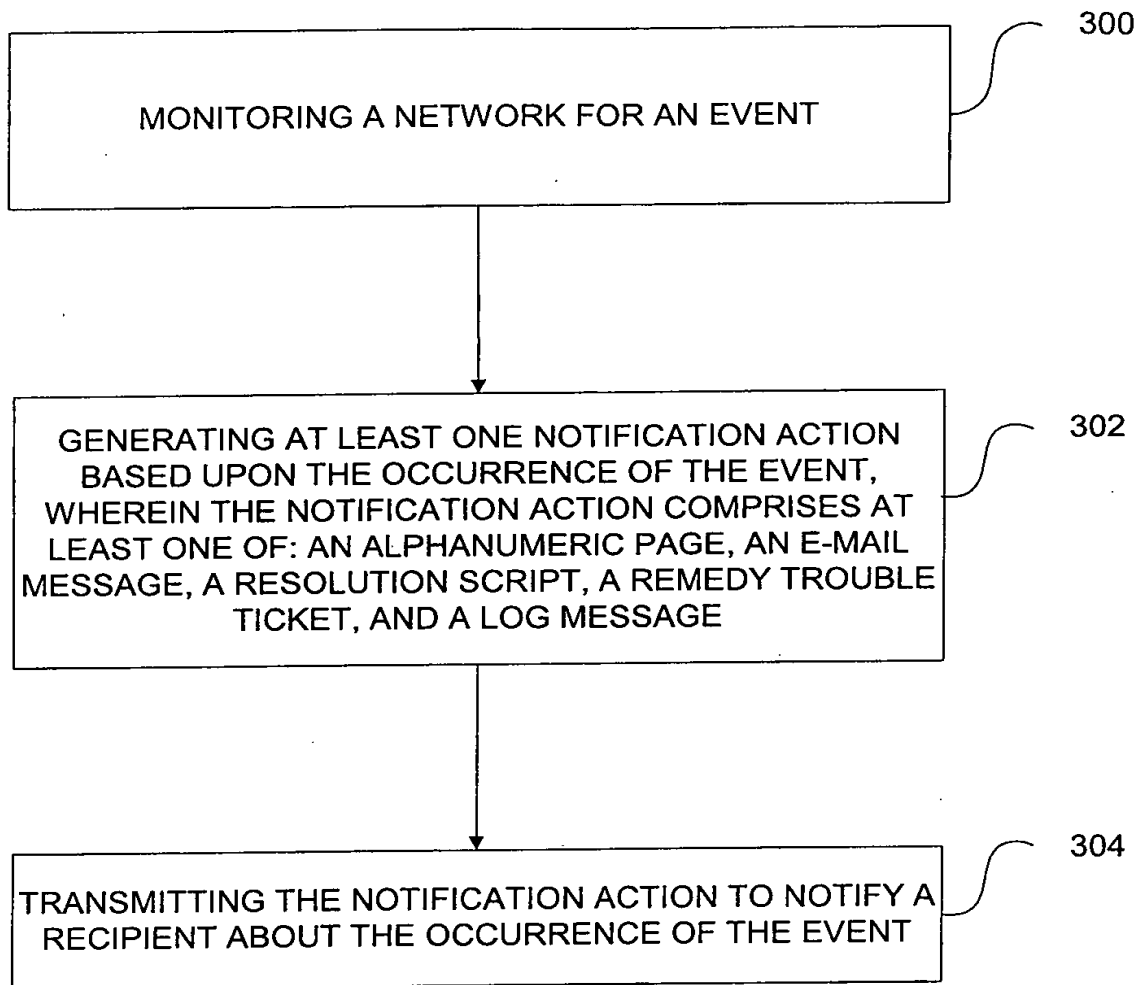 300
MONITORING A NETWORK FOR AN EVENT
302
GENERATING AT LEAST ONE NOTIFICATION ACTION
BASED UPON THE OCCURRENCE OF THE EVENT,
WHEREIN THE NOTIFICATION ACTION COMPRISES AT
LEAST ONE OF: AN ALPHANUMERIC PAGE, AN E-MAIL
MESSAGE, A RESOLUTION SCRIPT, A REMEDY TROUBLE
TICKET, AND A LOG MESSAGE
304
TRANSMITTING THE NOTIFICATION ACTION TO NOTIFY A
RECIPIENT ABOUT THE OCCURRENCE OF THE EVENT